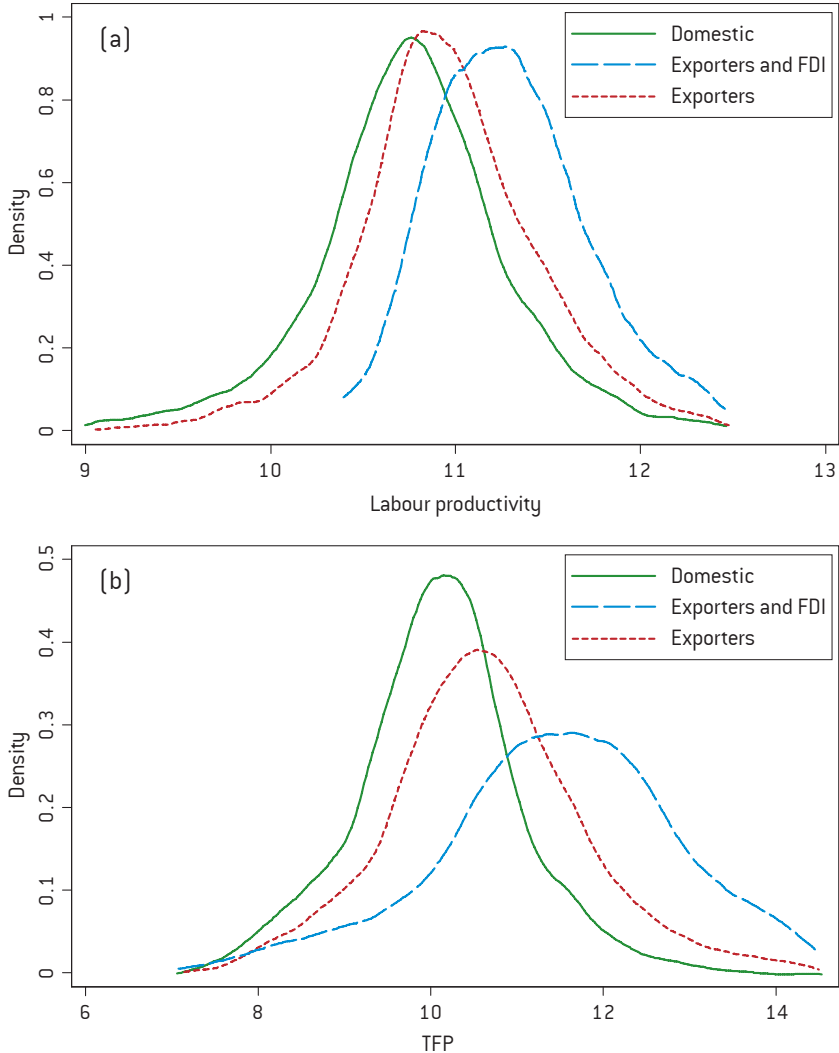 (a)
Domestic
Exporters and FDI
Exporters
Density
1
0.8
0.6
0.4
0.2
0
9 10 11 12 13
Labour productivity
(b)
Domestic
Exporters and FDI
Exporters
Density
0.5
0.4
0.3
0.2
0.1
0
6 8 10 12 14
TFP